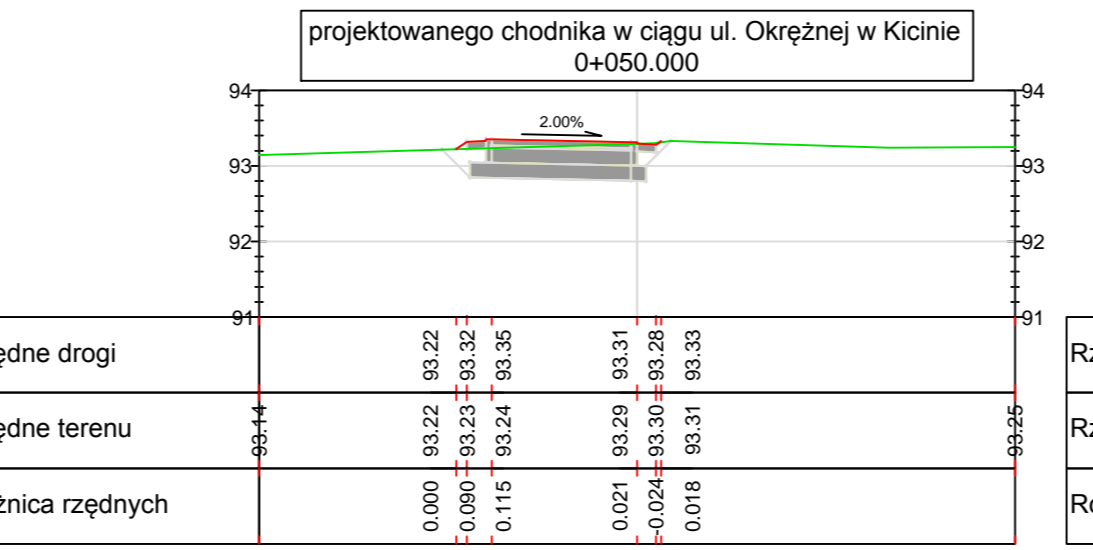 projektowanego chodnika w ciągu ul. Okrężnej w Kicinie
0+050.000
94 94
2.00%
93 93
92 92
91 91
ędne drogi 93.22 93.32 93.35 93.31 93.28 93.33 Rz
ędne terenu 93.14 93.22 93.23 93.24 93.29 93.30 93.31 93.25 Rz
żnica rzędnych 0.000 0.090 0.115 0.021 -0.024 0.018